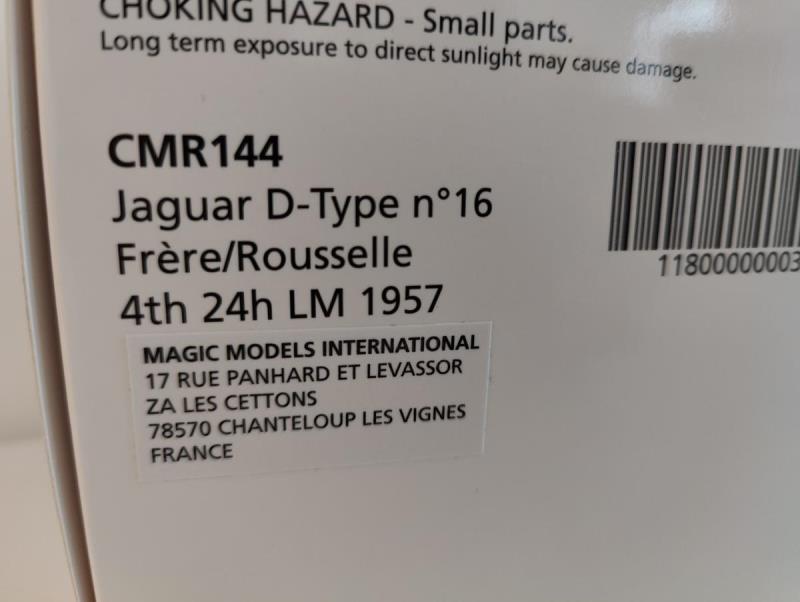 CHOKING HAZARD - Small parts.
Long term exposure to direct sunlight may cause damage.
CMR144
Jaguar D-Type n°16
Frère/Rousselle
4th 24h LM 1957
11800000003
MAGIC MODELS INTERNATIONAL
17 RUE PANHARD ET LEVASSOR
ZA LES CETTONS
78570 CHANTELOUP LES VIGNES
FRANCE